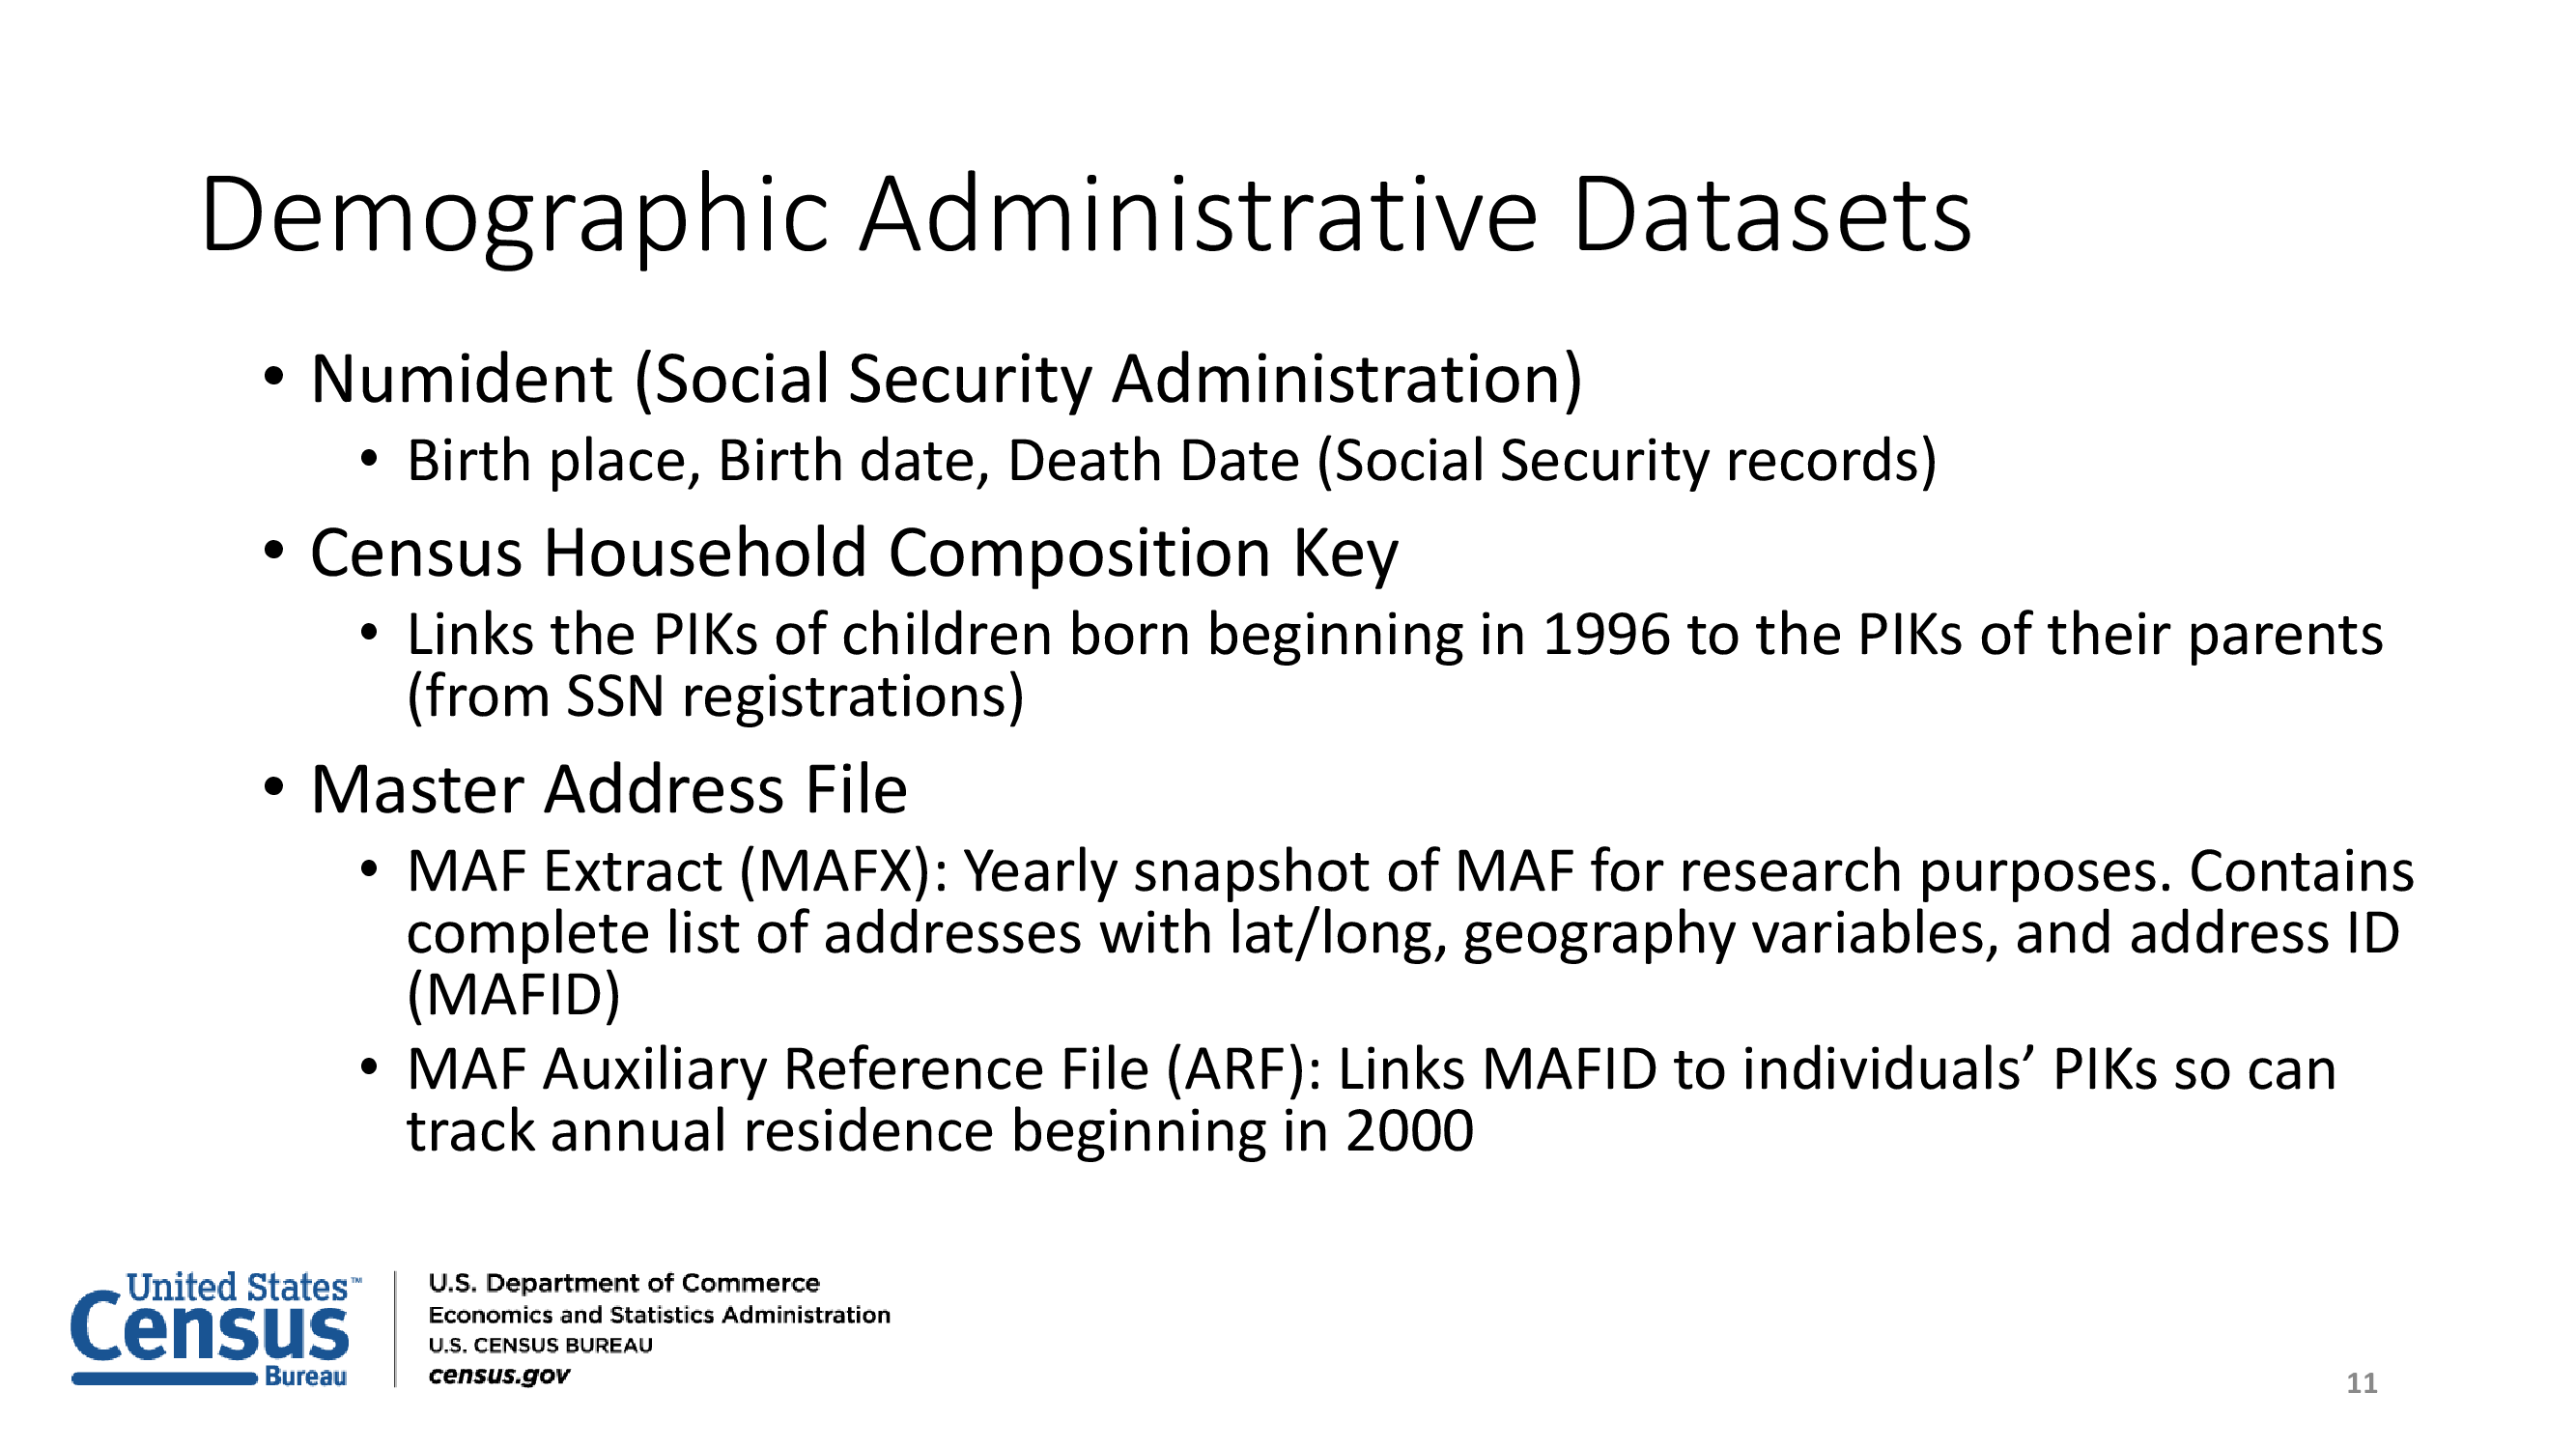 Demographic Administrative Datasets
• Numident (Social Security Administration)
• Birth place, Birth date, Death Date (Social Security records)
• Census Household Composition Key
• Links the PIKs of children born beginning in 1996 to the PIKs of their parents
(from SSN registrations)
• Master Address File
• MAF Extract (MAFX): Yearly snapshot of MAF for research purposes. Contains
complete list of addresses with lat/long, geography variables, and address ID
(MAFID)
• MAF Auxiliary Reference File (ARF): Links MAFID to individuals’ PIKs so can
track annual residence beginning in 2000
United States™
Census
Bureau
U.S. Department of Commerce
Economics and Statistics Administration
U.S. CENSUS BUREAU
census.gov
11